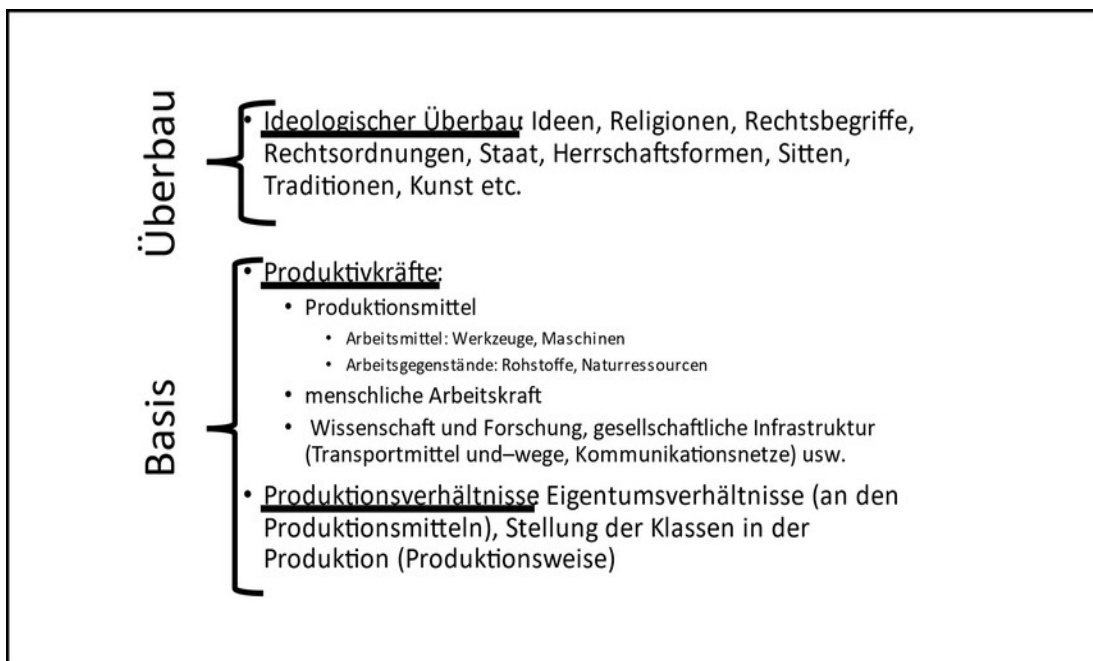 Überbau
• Ideologischer Überbau: Ideen, Religionen, Rechtsbegriffe,
Rechtsordnungen, Staat, Herrschaftsformen, Sitten,
Traditionen, Kunst etc.
Basis
• Produktivkräfte:
• Produktionsmittel
• Arbeitsmittel: Werkzeuge, Maschinen
• Arbeitsgegenstände: Rohstoffe, Naturressourcen
• menschliche Arbeitskraft
• Wissenschaft und Forschung, gesellschaftliche Infrastruktur
(Transportmittel und–wege, Kommunikationsnetze) usw.
• Produktionsverhältnisse: Eigentumsverhältnisse (an den
Produktionsmitteln), Stellung der Klassen in der
Produktion (Produktionsweise)